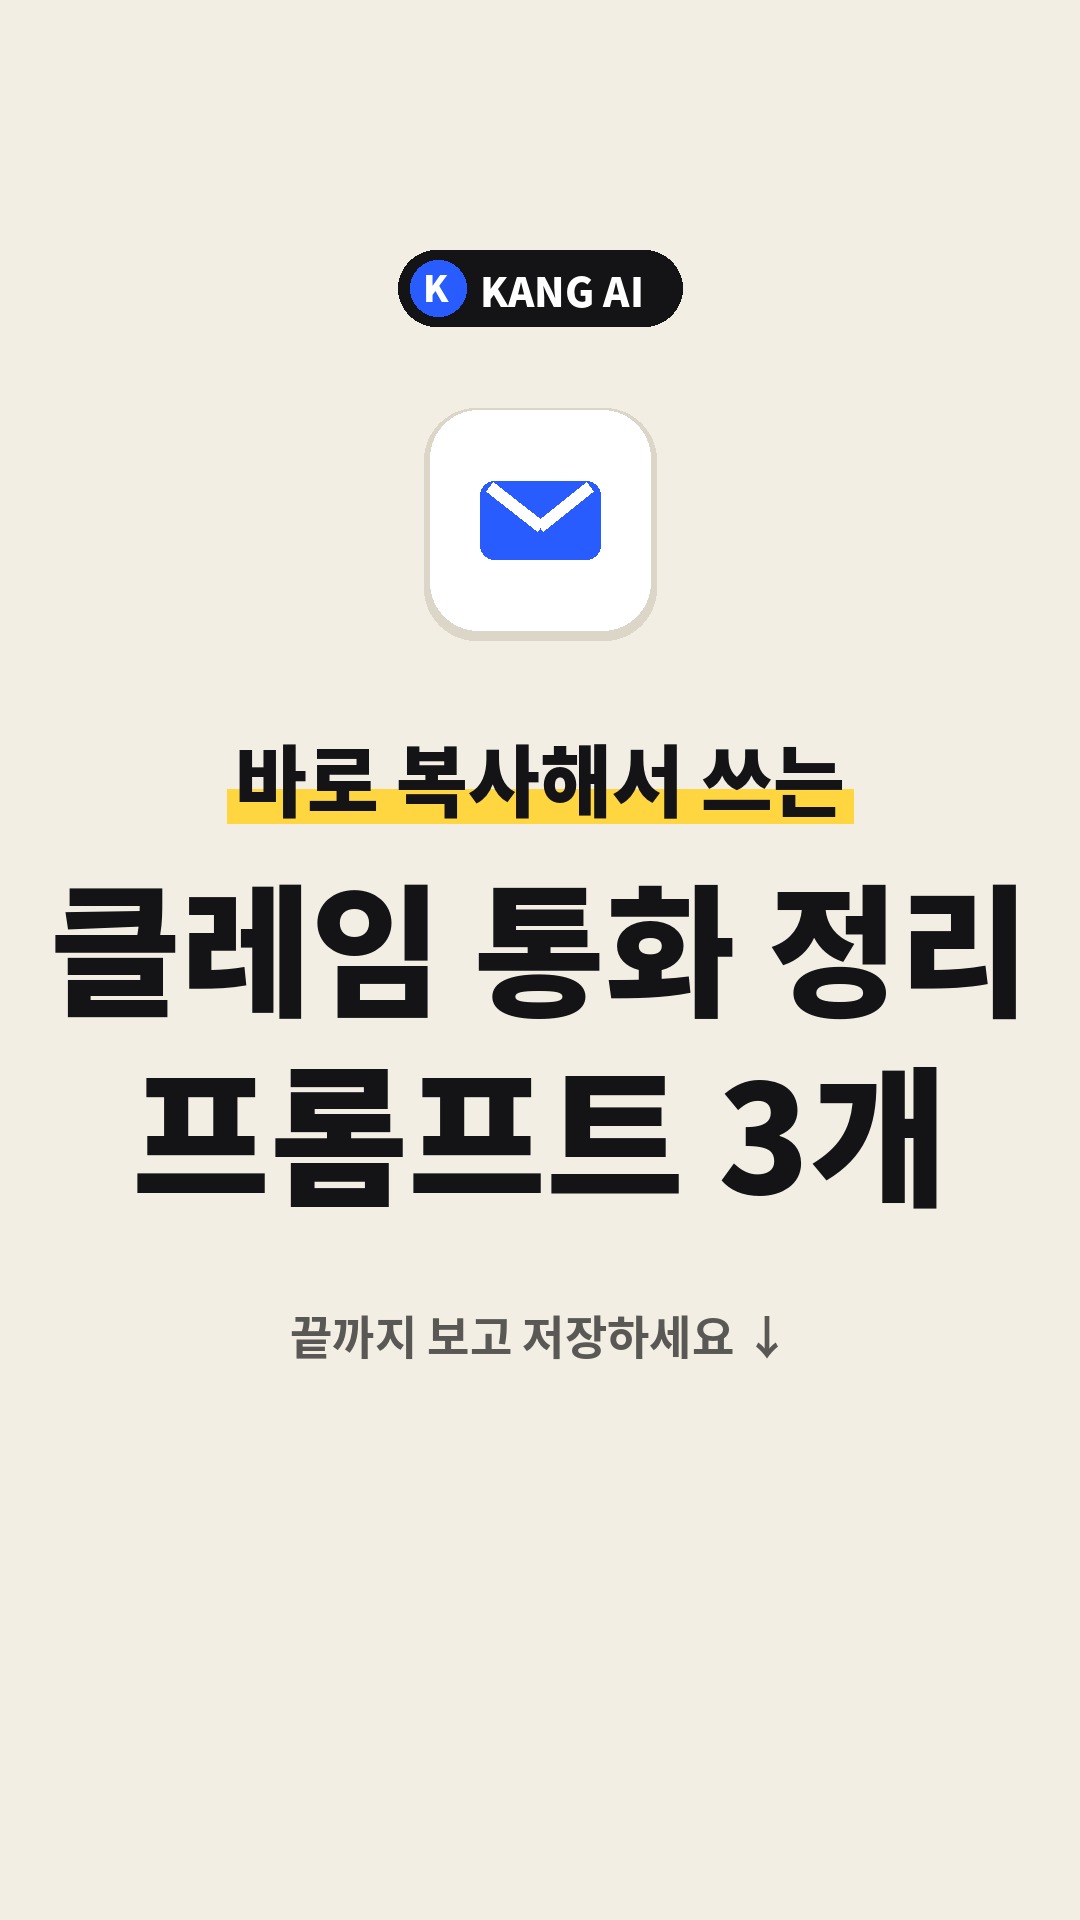 K KANG AI
바로 복사해서 쓰는
클레임 통화 정리
프롬프트 3개
끝까지 보고 저장하세요 ↓